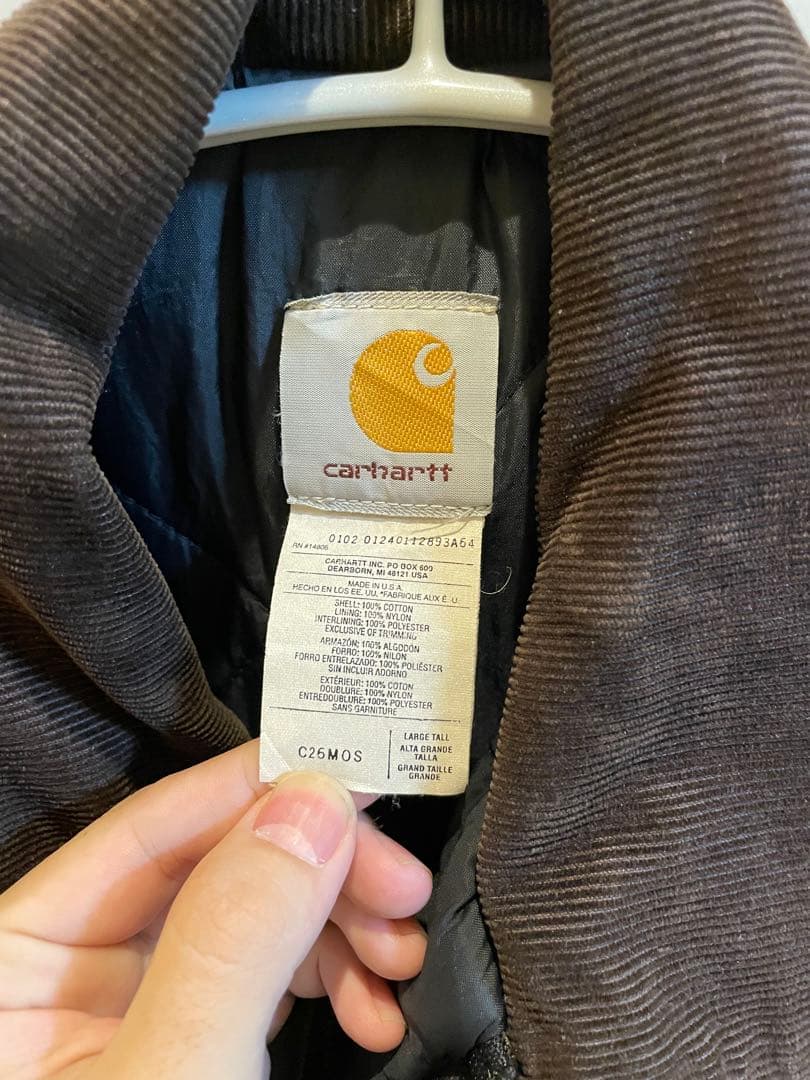 carhartt
RN #14806 0102 01240112893A64
CARHARTT INC. PO BOX 600
DEARBORN, MI 48121 USA
MADE IN U.S.A.
HECHO EN LOS EE. UU. *FABRIQUE AUX É. U.
SHELL: 100% COTTON
LINING: 100% NYLON
INTERLINING: 100% POLYESTER
EXCLUSIVE OF TRIMMING
ARMAZÓN: 100% ALGODÓN
FORRO: 100% NILON
FORRO ENTRELAZADO: 100% POLIÉSTER
SIN INCLUIR ADORNO
EXTÉRIEUR: 100% COTON
DOUBLURE: 100% NYLON
ENTREDOUBLURE: 100% POLYESTER
SANS GARNITURE
C26MOS
LARGE TALL
ALTA GRANDE
TALLA
GRAND TAILLE
GRANDE